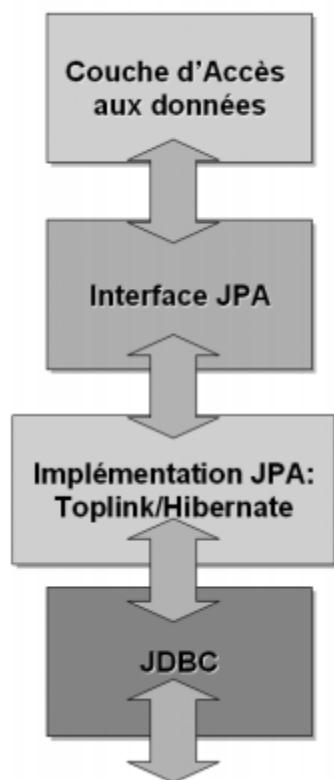 Couche d'Accès
aux données
Interface JPA
Implémentation JPA:
Toplink/Hibernate
JDBC